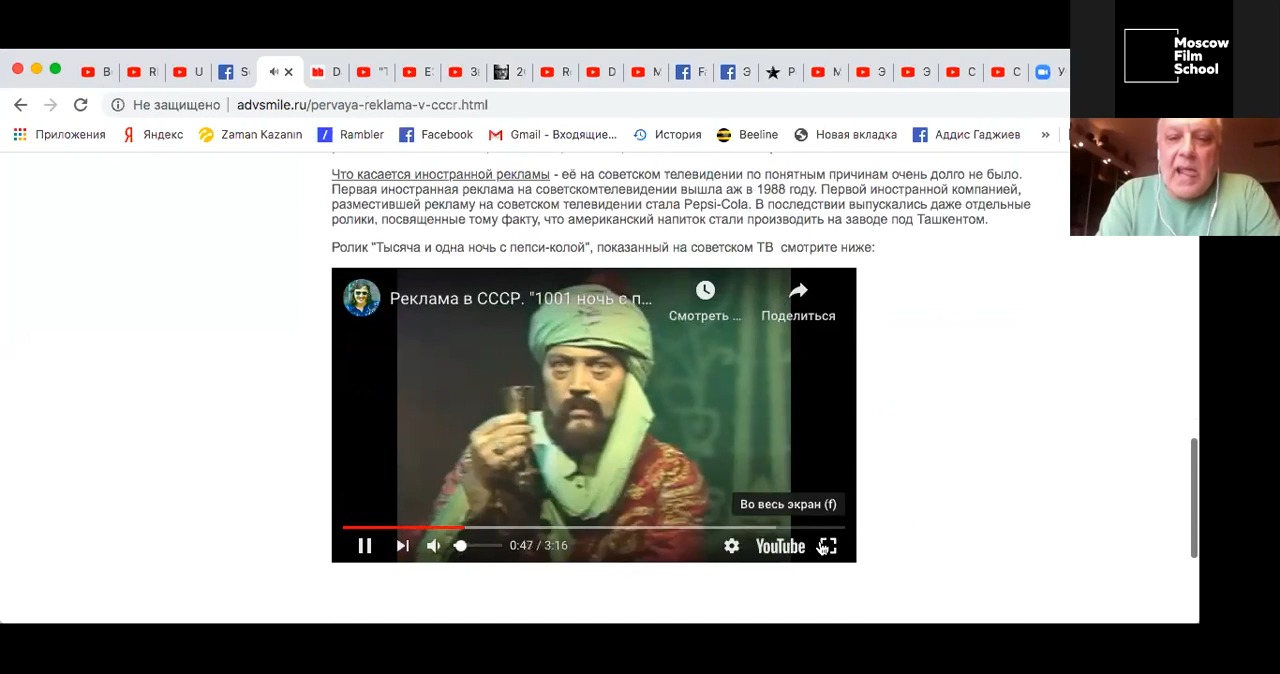 Moscow
Film
School
B
R
U
S
D
"1
E:
3(
2(
R
D
M
F
Э
P
M
Э
Э
С
С
У
Не защищено
advsmile.ru/pervaya-reklama-v-cccr.html
Приложения
Яндекс
Zaman Kazanın
Rambler
Facebook
Gmail - Входящие...
История
Beeline
Новая вкладка
Аддис Гаджиев
»
Что касается иностранной рекламы - её на советском телевидении по понятным причинам очень долго не было.
Первая иностранная реклама на советскомтелевидении вышла аж в 1988 году. Первой иностранной компанией,
разместившей рекламу на советском телевидении стала Pepsi-Cola. В последствии выпускались даже отдельные
ролики, посвященные тому факту, что американский напиток стали производить на заводе под Ташкентом.
Ролик "Тысяча и одна ночь с пепси-колой", показанный на советском ТВ смотрите ниже:
Реклама в СССР. "1001 ночь с п...
Смотреть ...
Поделиться
Во весь экран (f)
0:47 / 3:16
YouTube